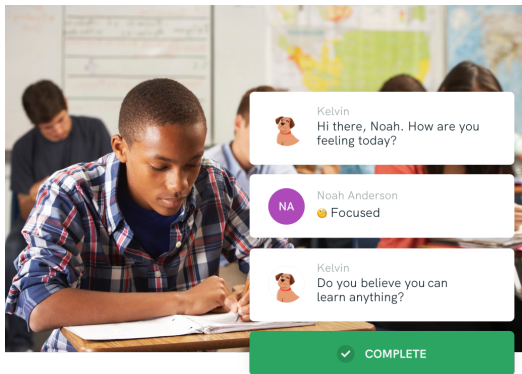 Kelvin
Hi there, Noah. How are you
feeling today?
NA
Noah Anderson
Focused
Kelvin
Do you believe you can
learn anything?
COMPLETE